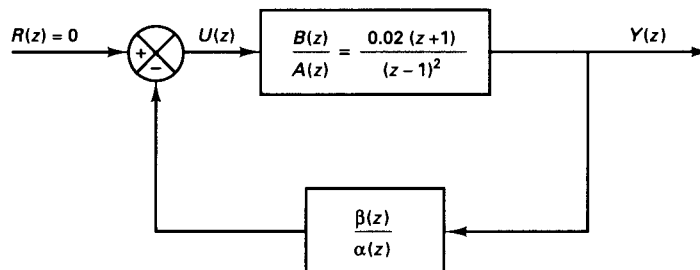 R(z) = 0
U(z)
B(z)/A(z) = 0.02 (z+1)/(z−1)²
Y(z)
+
−
β(z)/α(z)